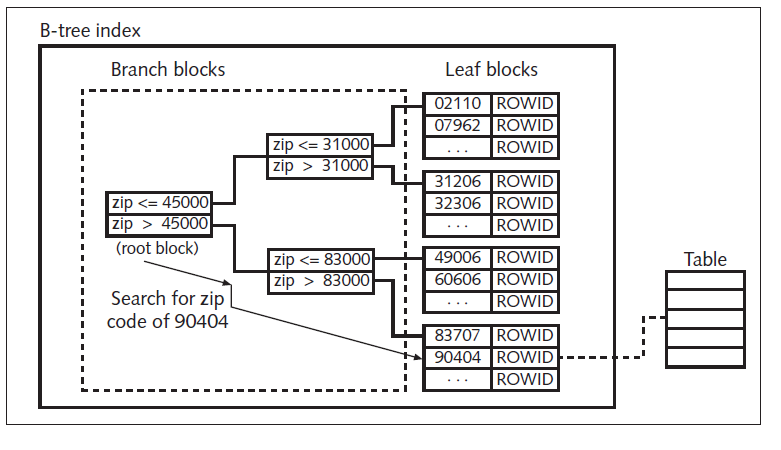 B-tree index
Branch blocks
Leaf blocks
02110 ROWID
07962 ROWID
... ROWID
zip <= 31000
zip > 31000
31206 ROWID
32306 ROWID
... ROWID
zip <= 45000
zip > 45000
(root block)
zip <= 83000
zip > 83000
49006 ROWID
60606 ROWID
... ROWID
Table
Search for zip
code of 90404
83707 ROWID
90404 ROWID
... ROWID